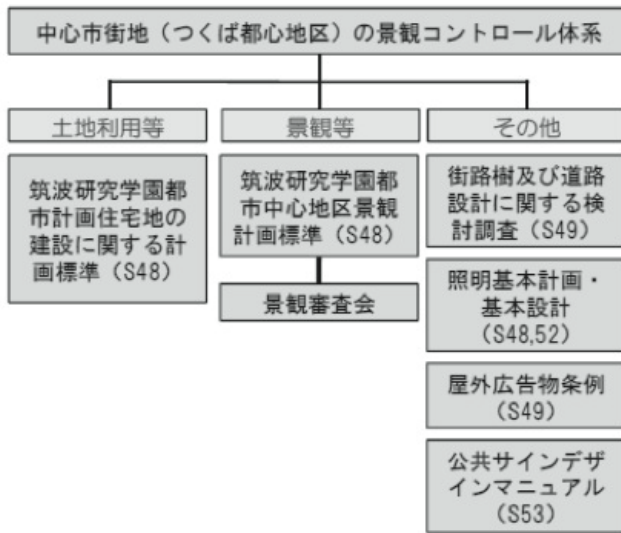 中心市街地（つくば都心地区）の景観コントロール体系
土地利用等
筑波研究学園都
市計画住宅地の
建設に関する計
画標準（S48）
景観等
筑波研究学園都
市中心地区景観
計画標準（S48）
景観審査会
その他
街路樹及び道路
設計に関する検
討調査（S49）
照明基本計画・
基本設計
（S48,52）
屋外広告物条例
（S49）
公共サインデザ
インマニュアル
（S53）